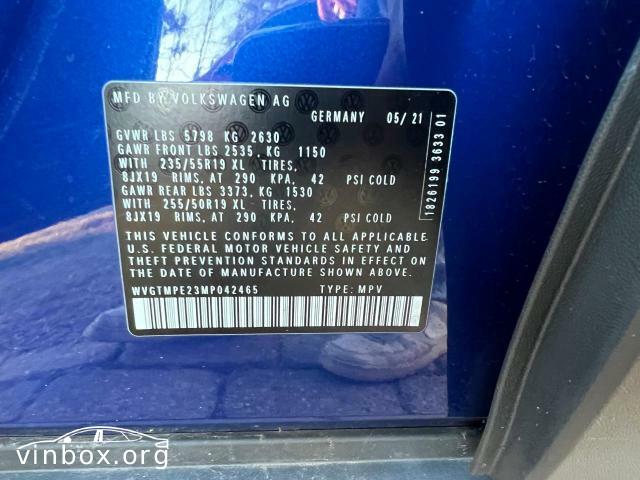 MFD BY VOLKSWAGEN AG
GERMANY 05/21
GVWR LBS 5798 KG 2630
GAWR FRONT LBS 2535, KG 1150
WITH 235/55R19 XL TIRES,
8JX19 RIMS, AT 290 KPA, 42 PSI COLD
GAWR REAR LBS 3373, KG 1530
WITH 255/50R19 XL TIRES,
8JX19 RIMS, AT 290 KPA, 42 PSI COLD
THIS VEHICLE CONFORMS TO ALL APPLICABLE
U.S. FEDERAL MOTOR VEHICLE SAFETY AND
THEFT PREVENTION STANDARDS IN EFFECT ON
DATE OF MANUFACTURE SHOWN ABOVE.
WVGTMPE23MP042465 TYPE: MPV
1826199 3633 01
vinbox.org